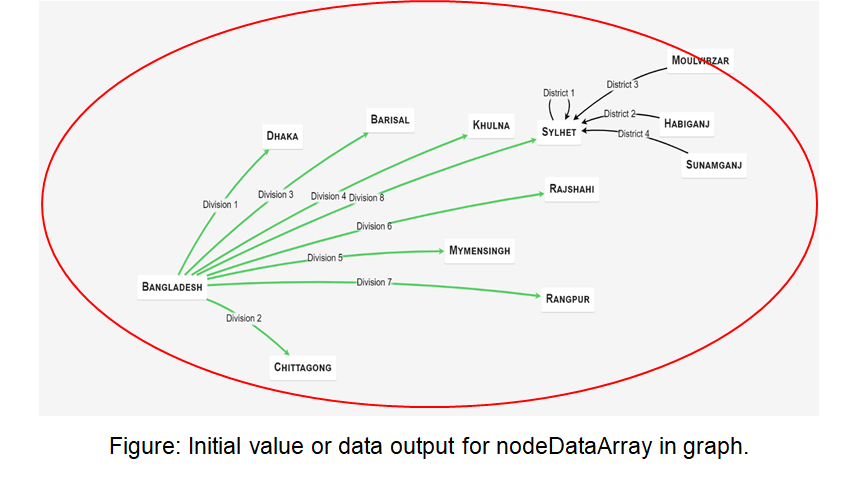 MOULVIBZAR
District 3
District 1
District 2
HABIGANJ
BARISAL
KHULNA
SYLHET
District 4
DHAKA
SUNAMGANJ
Division 3
Division 4
Division 8
RAJSHAHI
Division 1
Division 6
MYMENSINGH
Division 5
Division 7
BANGLADESH
RANGPUR
Division 2
CHITTAGONG
Figure: Initial value or data output for nodeDataArray in graph.